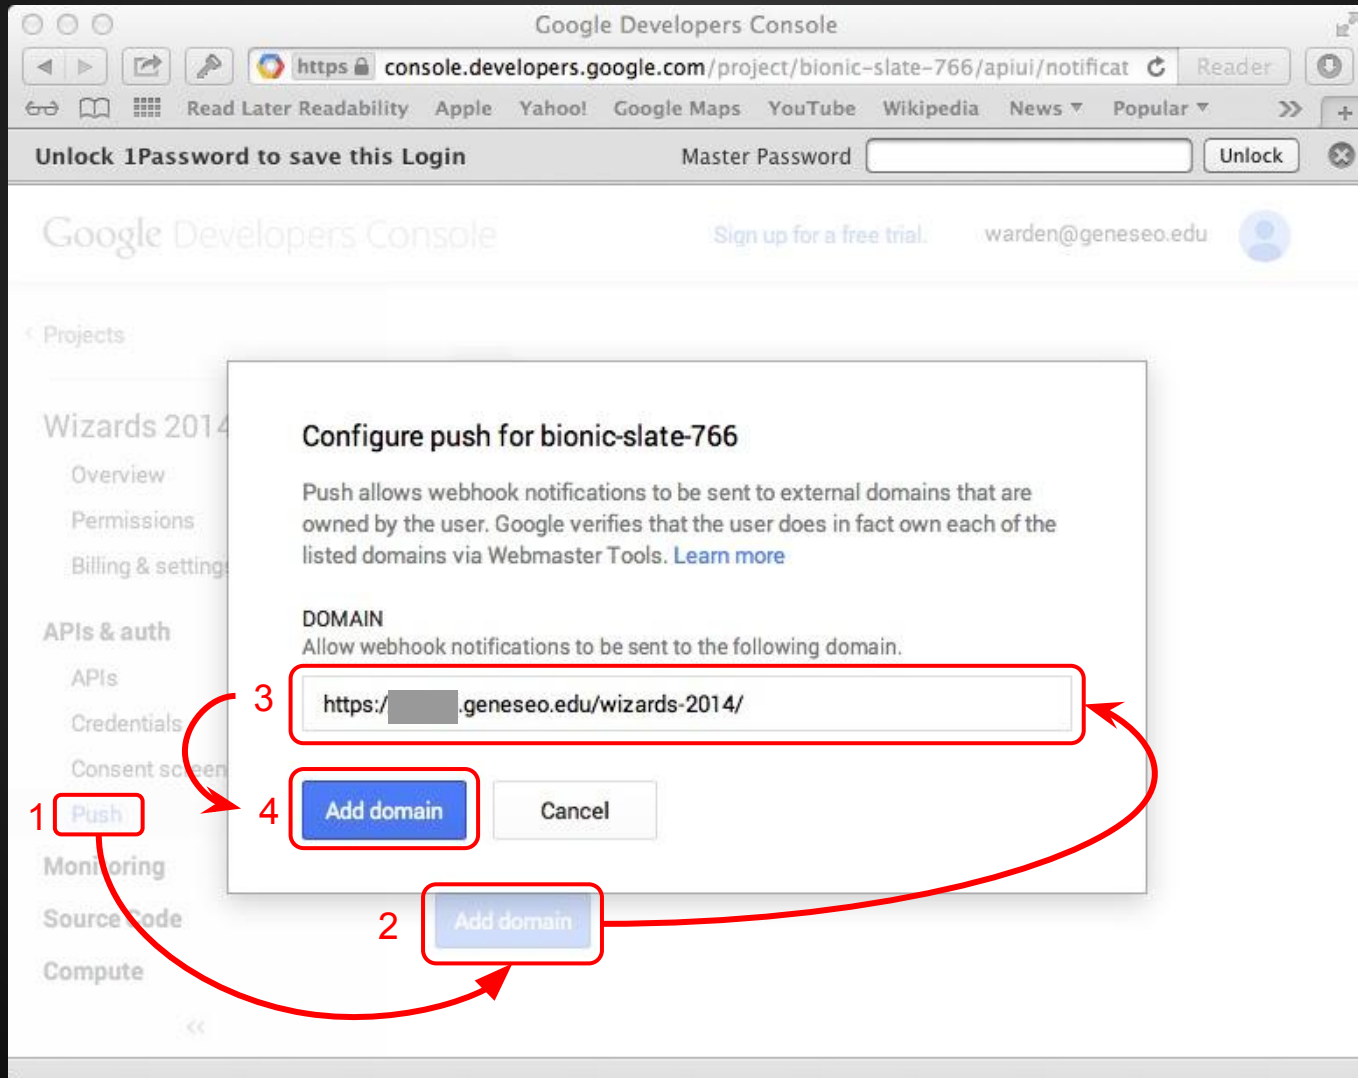 Google Developers Console
https console.developers.google.com/project/bionic-slate-766/apiui/notificat Reader
Read Later Readability Apple Yahoo! Google Maps YouTube Wikipedia News Popular
Unlock 1Password to save this Login Master Password Unlock
Google Developers Console Sign up for a free trial. warden@geneseo.edu
Projects
Wizards 2014
Overview
Permissions
Billing & settings
APIs & auth
APIs
Credentials
Consent screen
1 Push
Monitoring
Source Code
Compute
<<
Configure push for bionic-slate-766
Push allows webhook notifications to be sent to external domains that are
owned by the user. Google verifies that the user does in fact own each of the
listed domains via Webmaster Tools. Learn more
DOMAIN
Allow webhook notifications to be sent to the following domain.
3 https:/ .geneseo.edu/wizards-2014/
4 Add domain Cancel
2 Add domain